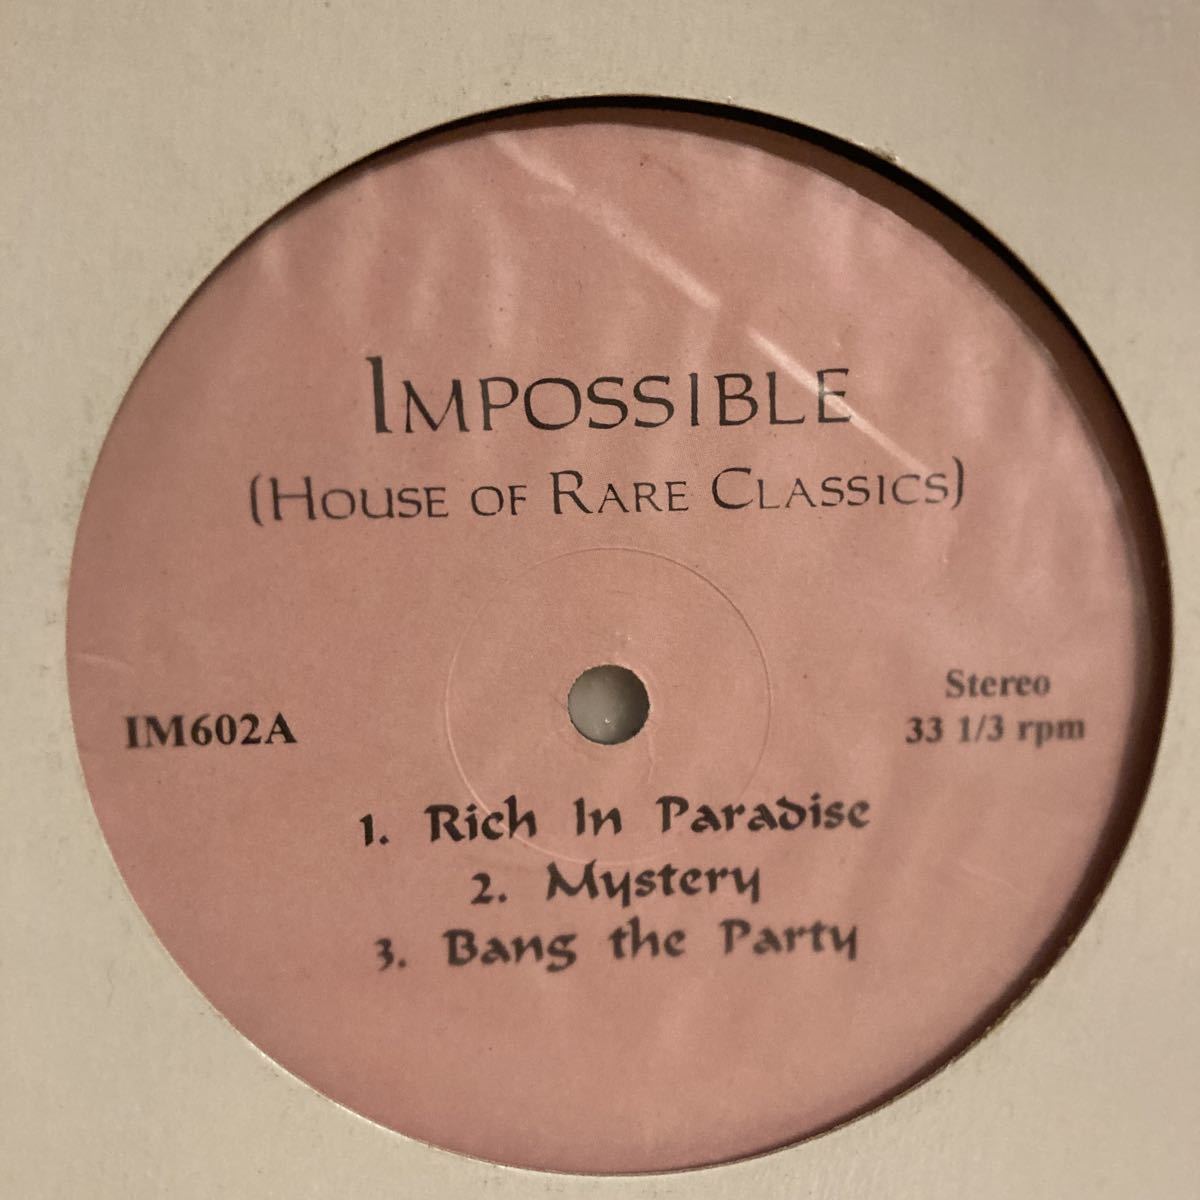 IMPOSSIBLE
(HOUSE OF RARE CLASSICS)
IM602A
Stereo
33 1/3 rpm
1. Rich In Paradise
2. Mystery
3. Bang the Party